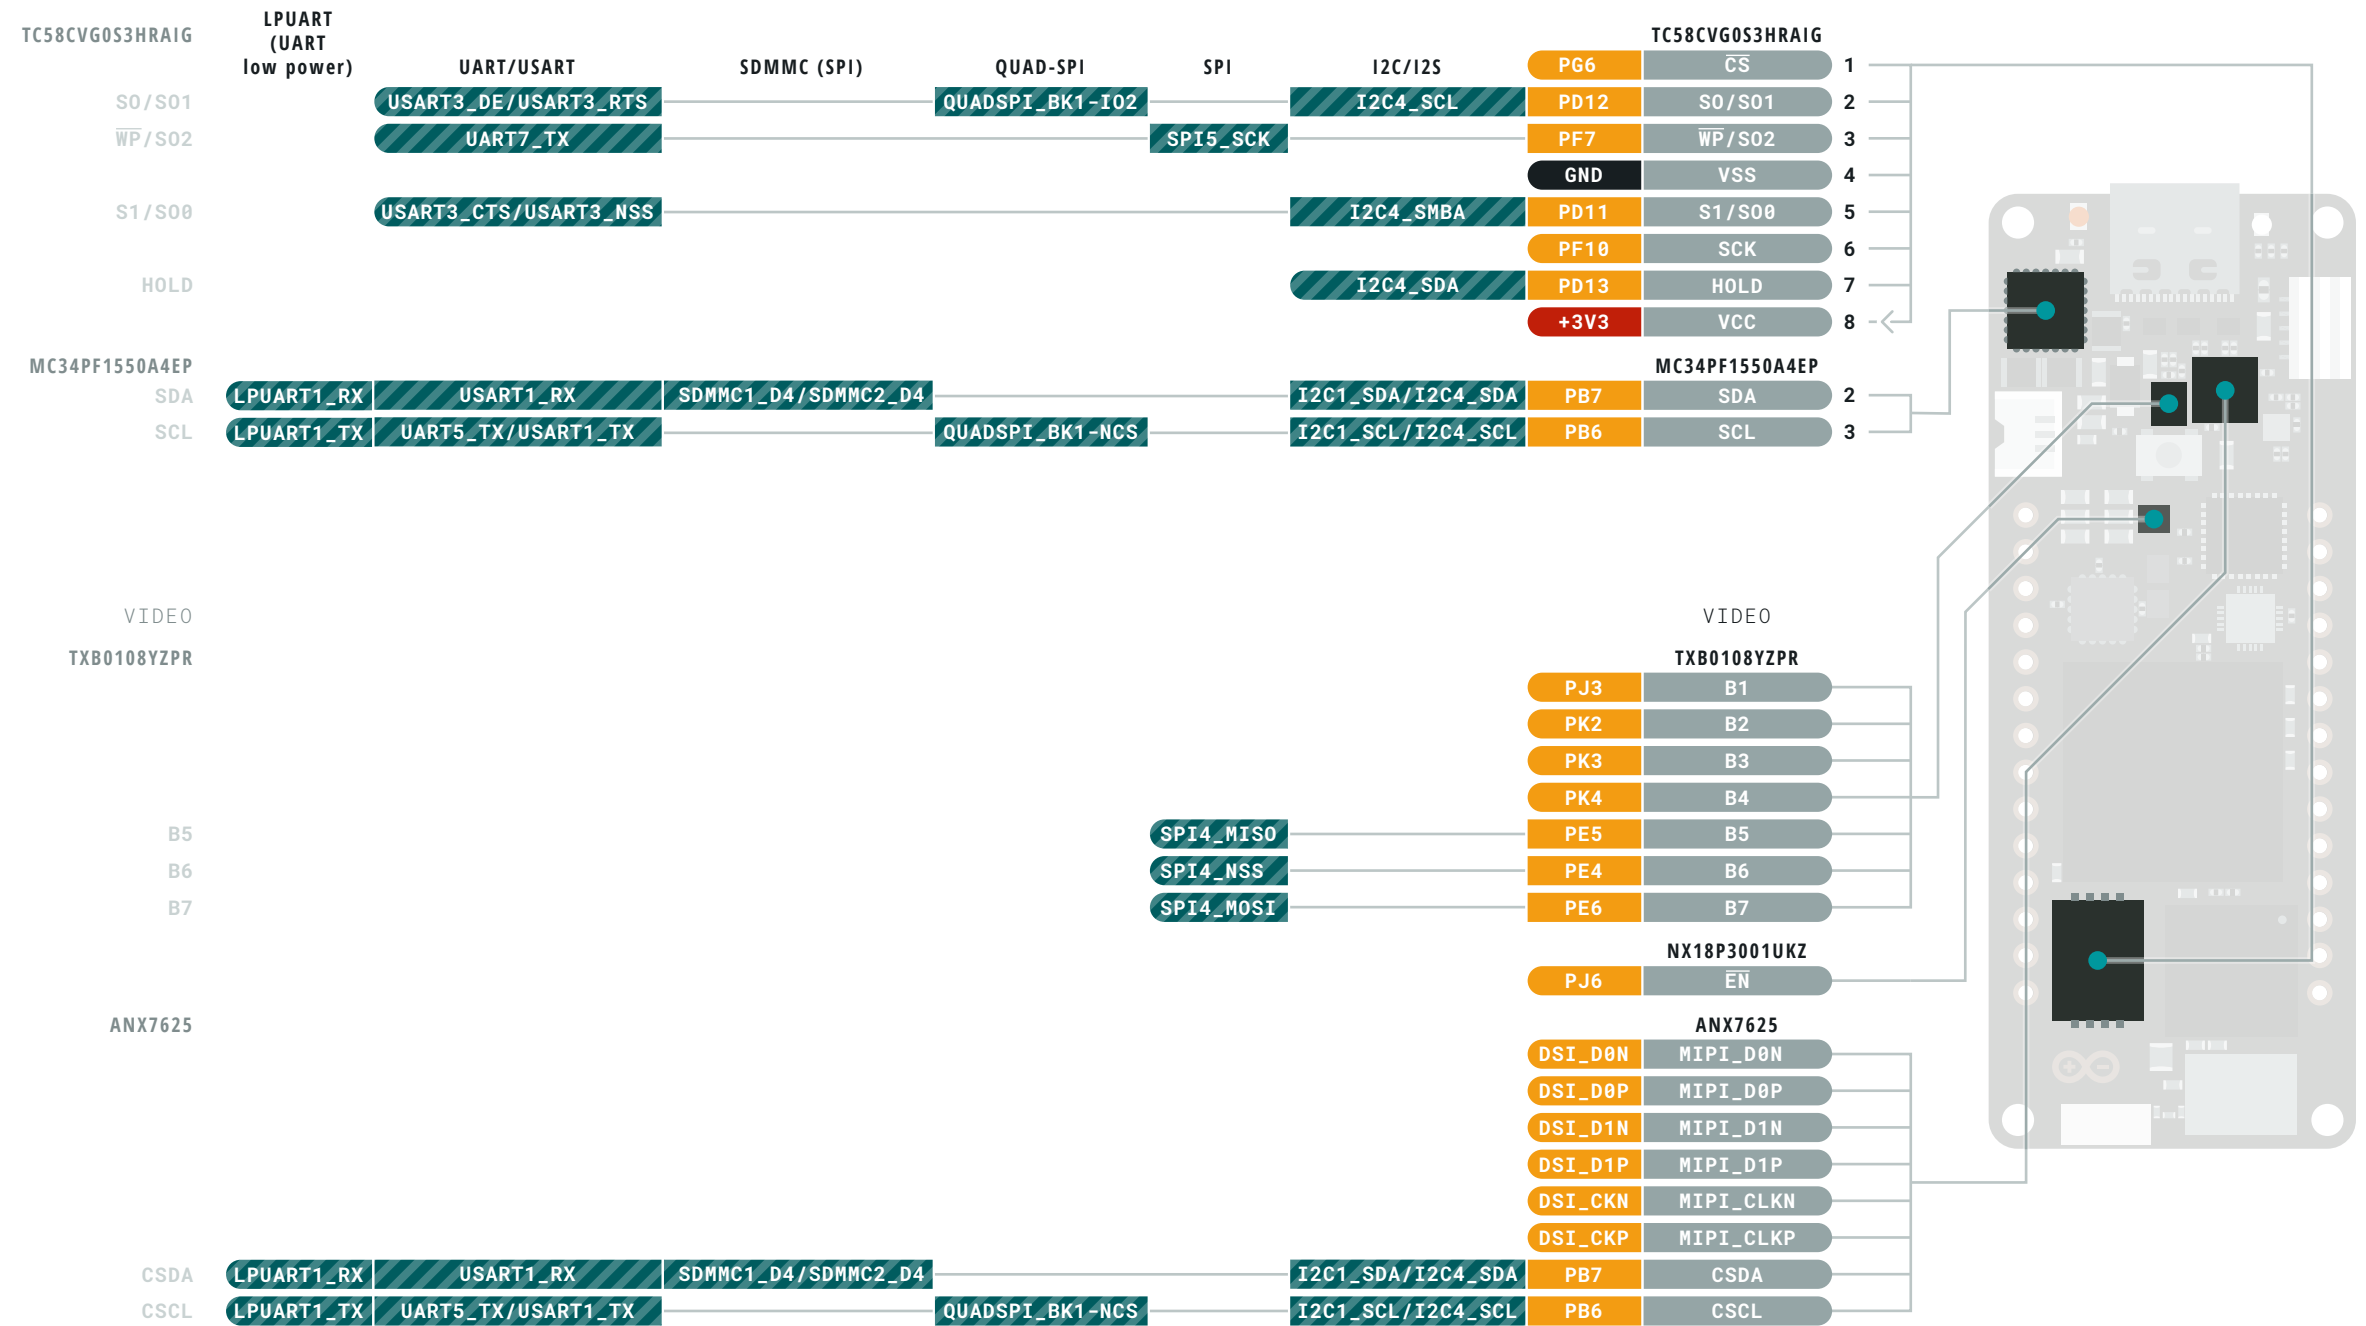 LPUART
(UART
low power)
TC58CVG0S3HRAIG
UART/USART SDMMC (SPI) QUAD-SPI SPI I2C/I2S
TC58CVG0S3HRAIG
PG6 CS 1
SO/SO1 USART3_DE/USART3_RTS QUADSPI_BK1-IO2 I2C4_SCL PD12 SO/SO1 2
WP/SO2 UART7_TX SPI5_SCK PF7 WP/SO2 3
GND VSS 4
S1/SO0 USART3_CTS/USART3_NSS I2C4_SMBA PD11 S1/SO0 5
PF10 SCK 6
HOLD I2C4_SDA PD13 HOLD 7
+3V3 VCC 8
MC34PF1550A4EP MC34PF1550A4EP
SDA LPUART1_RX USART1_RX SDMMC1_D4/SDMMC2_D4 I2C1_SDA/I2C4_SDA PB7 SDA 2
SCL LPUART1_TX UART5_TX/USART1_TX QUADSPI_BK1-NCS I2C1_SCL/I2C4_SCL PB6 SCL 3
VIDEO VIDEO
TXB0108YZPR TXB0108YZPR
PJ3 B1
PK2 B2
PK3 B3
PK4 B4
B5 SPI4_MISO PE5 B5
B6 SPI4_NSS PE4 B6
B7 SPI4_MOSI PE6 B7
NX18P3001UKZ
PJ6 EN
ANX7625 ANX7625
DSI_D0N MIPI_D0N
DSI_D0P MIPI_D0P
DSI_D1N MIPI_D1N
DSI_D1P MIPI_D1P
DSI_CKN MIPI_CLKN
DSI_CKP MIPI_CLKP
CSDA LPUART1_RX USART1_RX SDMMC1_D4/SDMMC2_D4 I2C1_SDA/I2C4_SDA PB7 CSDA
CSCL LPUART1_TX UART5_TX/USART1_TX QUADSPI_BK1-NCS I2C1_SCL/I2C4_SCL PB6 CSCL